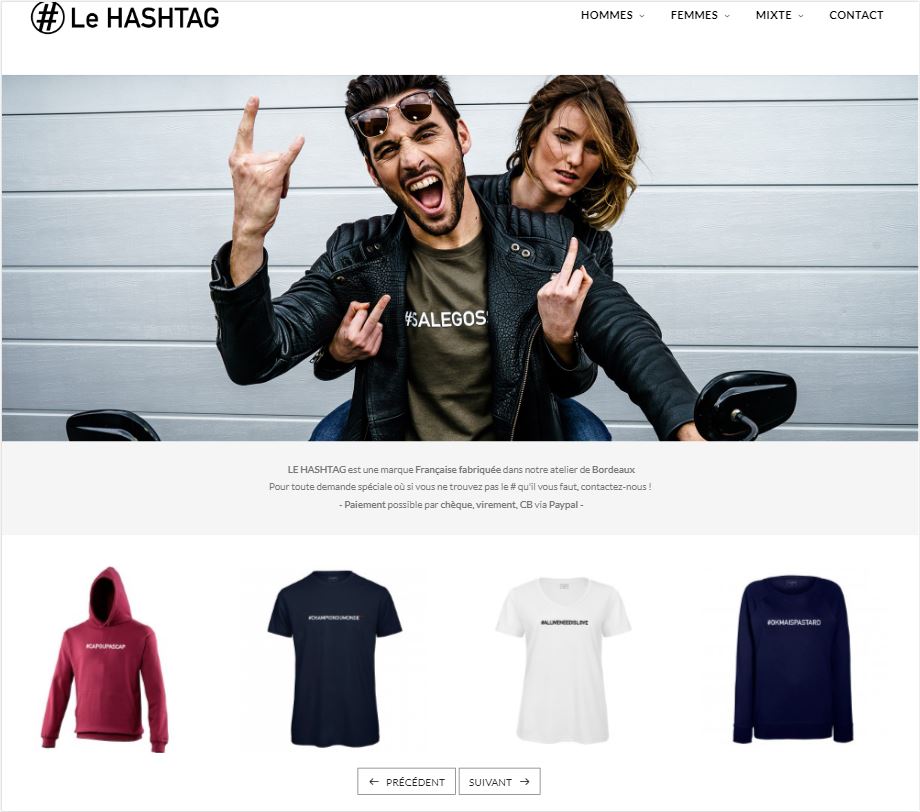 # Le HASHTAG
HOMMES FEMMES MIXTE CONTACT
#SALEGOSS
LE HASHTAG est une marque Française fabriquée dans notre atelier de Bordeaux
Pour toute demande spéciale où si vous ne trouvez pas le # qu'il vous faut, contactez-nous !
- Paiement possible par chèque, virement, CB via Paypal -
#CAPOUPASCAP
#CHAMPIONDUMONDE
#ALLWENEEDISLOVE
#OKMAISPASTARD
← PRÉCÉDENT SUIVANT →